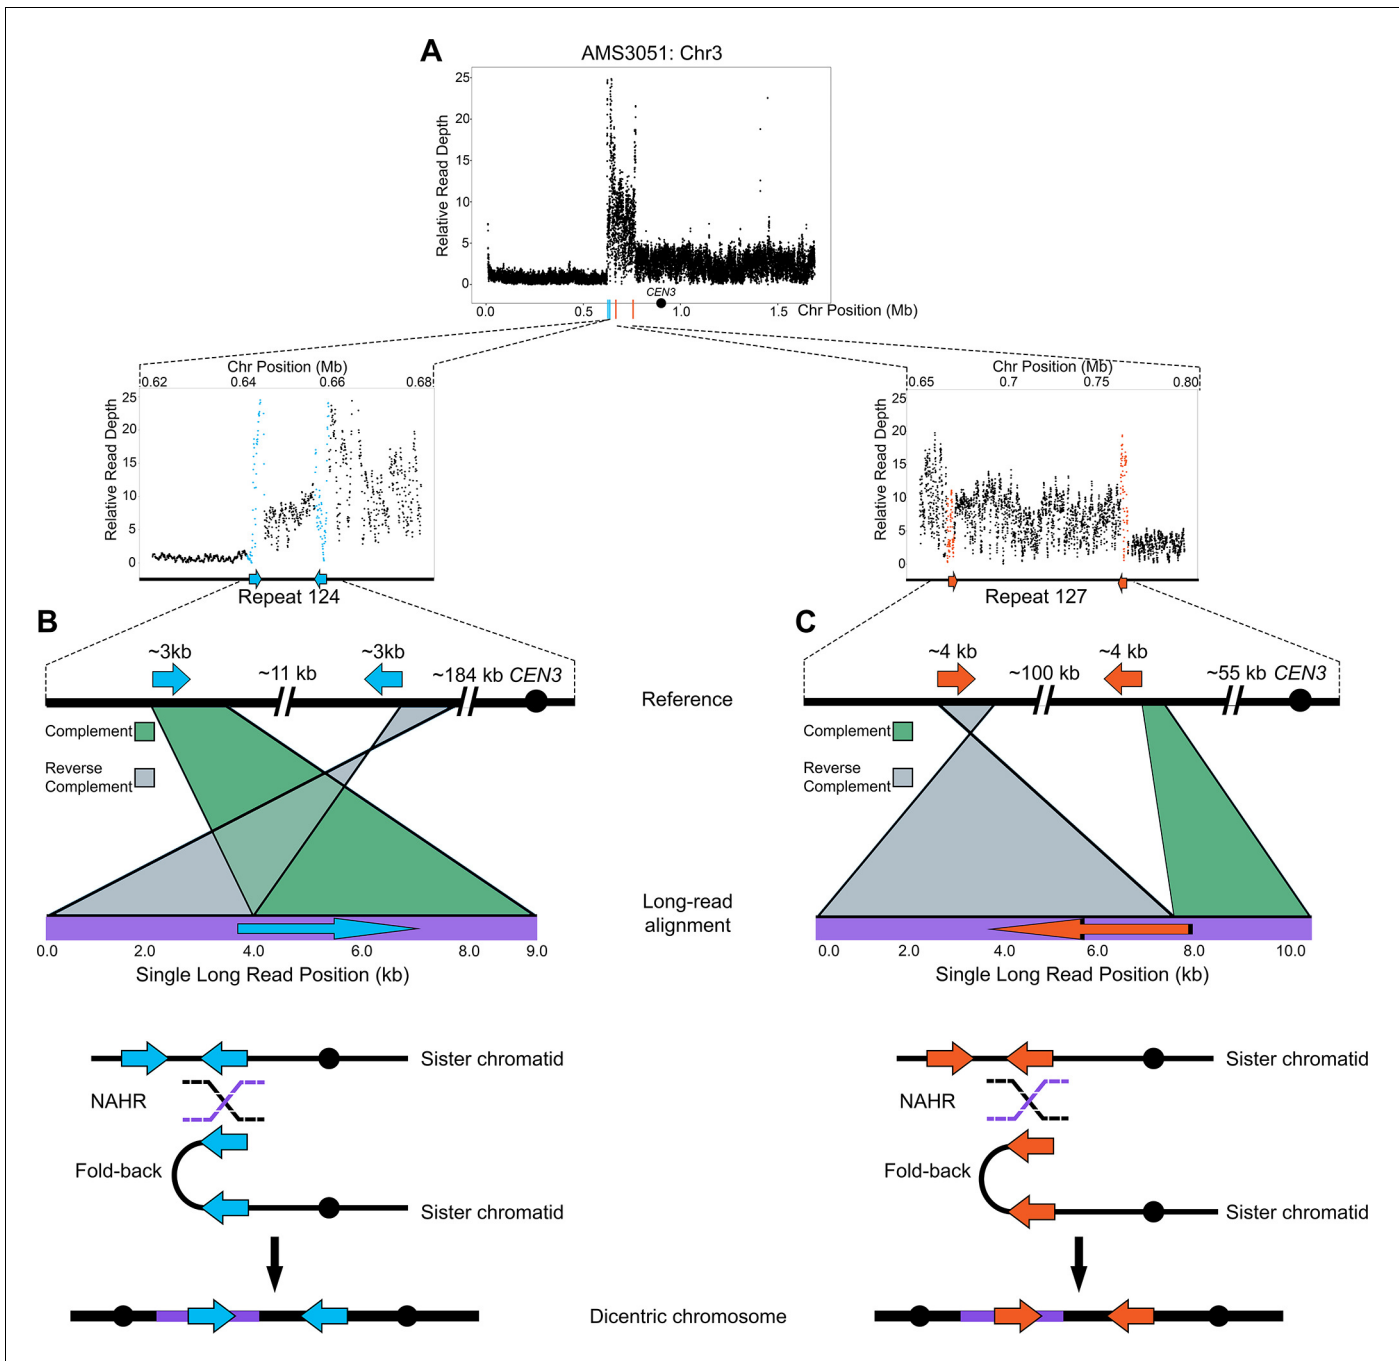 A
AMS3051: Chr3
Relative Read Depth
25
20
15
10
5
0
CEN3
0.0
0.5
1.0
1.5
Chr Position (Mb)
Chr Position (Mb)
0.62
0.64
0.66
0.68
Relative Read Depth
25
20
15
10
5
0
Repeat 124
Chr Position (Mb)
0.65
0.7
0.75
0.80
Relative Read Depth
25
20
15
10
5
0
Repeat 127
B
~3kb
~11 kb
~3kb
~184 kb CEN3
Complement
Reverse
Complement
0.0
2.0
4.0
6.0
9.0
Single Long Read Position (kb)
Reference
Long-read
alignment
C
~4 kb
~100 kb
~4 kb
~55 kb CEN3
Complement
Reverse
Complement
0.0
2.0
4.0
6.0
8.0
10.0
Single Long Read Position (kb)
Sister chromatid
NAHR
Fold-back
Sister chromatid
Sister chromatid
NAHR
Fold-back
Sister chromatid
Dicentric chromosome